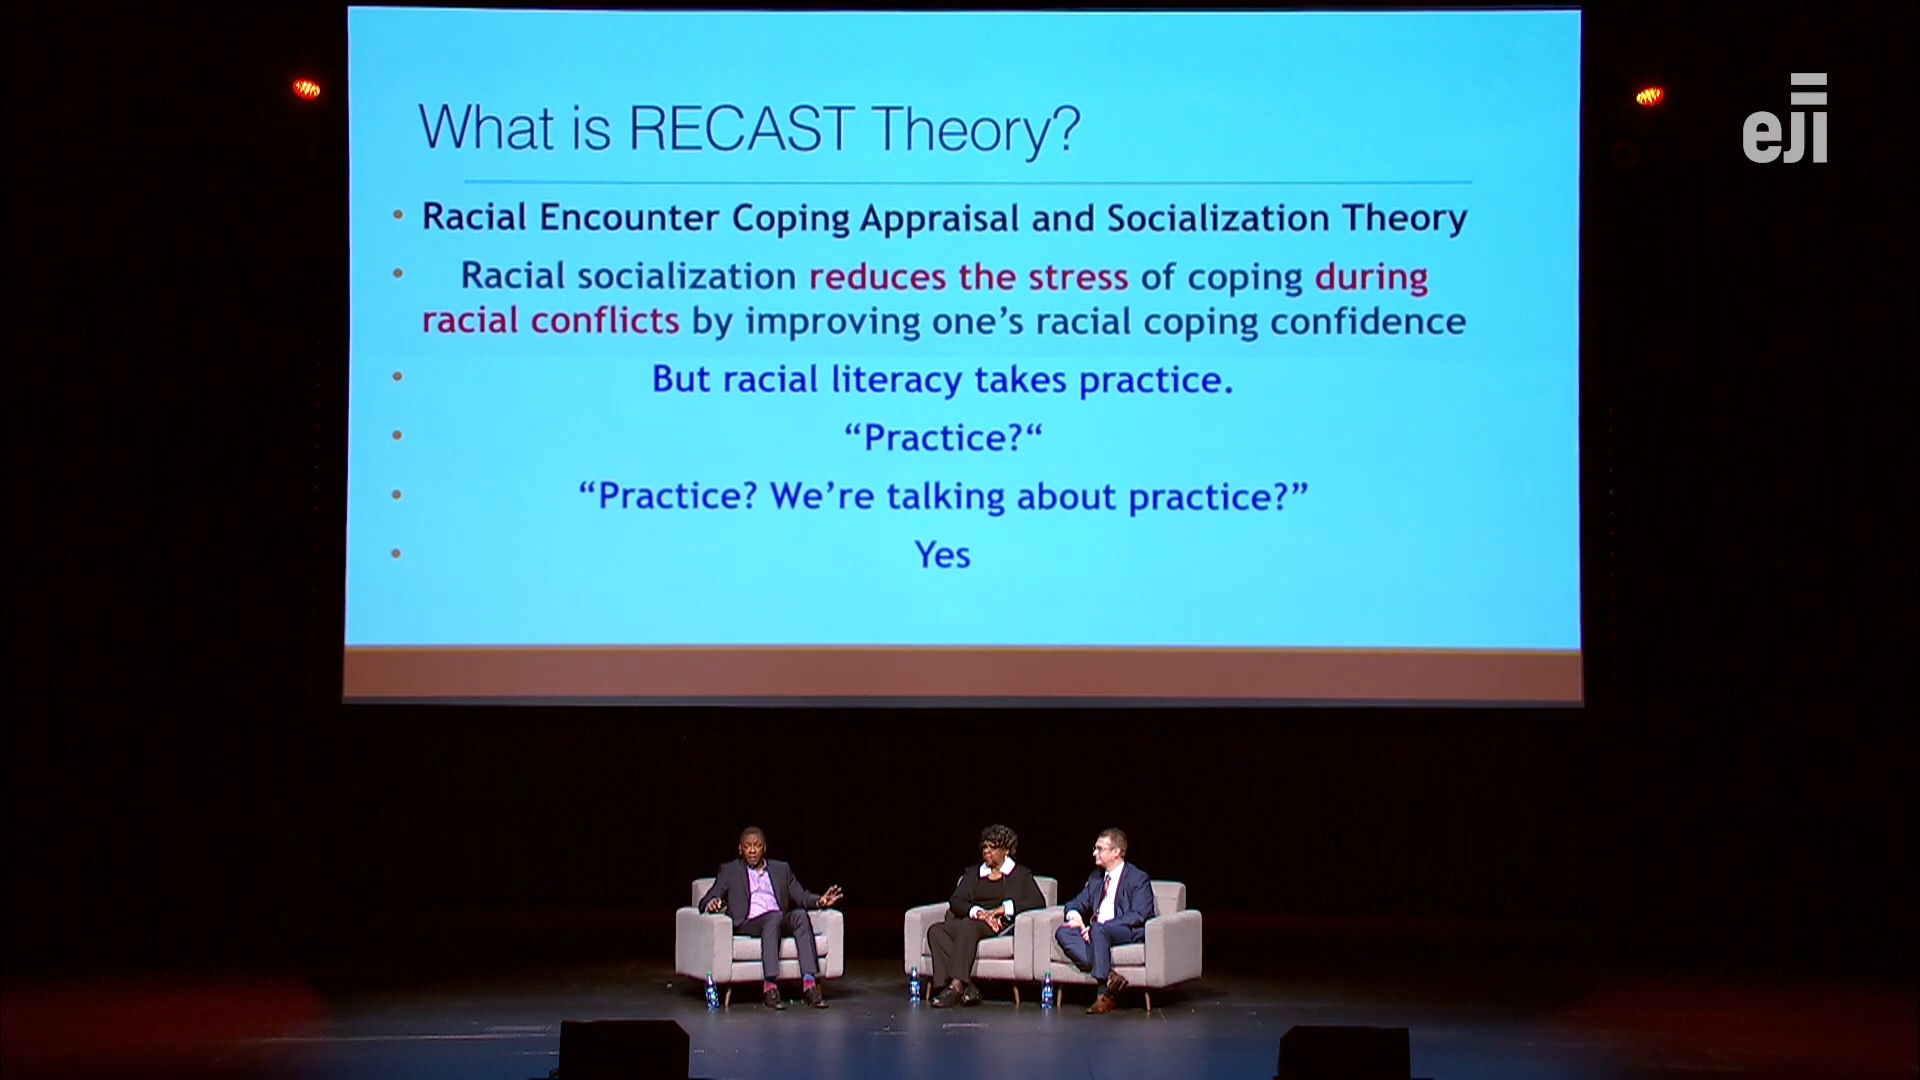 eji
What is RECAST Theory?
• Racial Encounter Coping Appraisal and Socialization Theory
• Racial socialization reduces the stress of coping during
racial conflicts by improving one’s racial coping confidence
• But racial literacy takes practice.
• “Practice?“
• “Practice? We’re talking about practice?”
• Yes